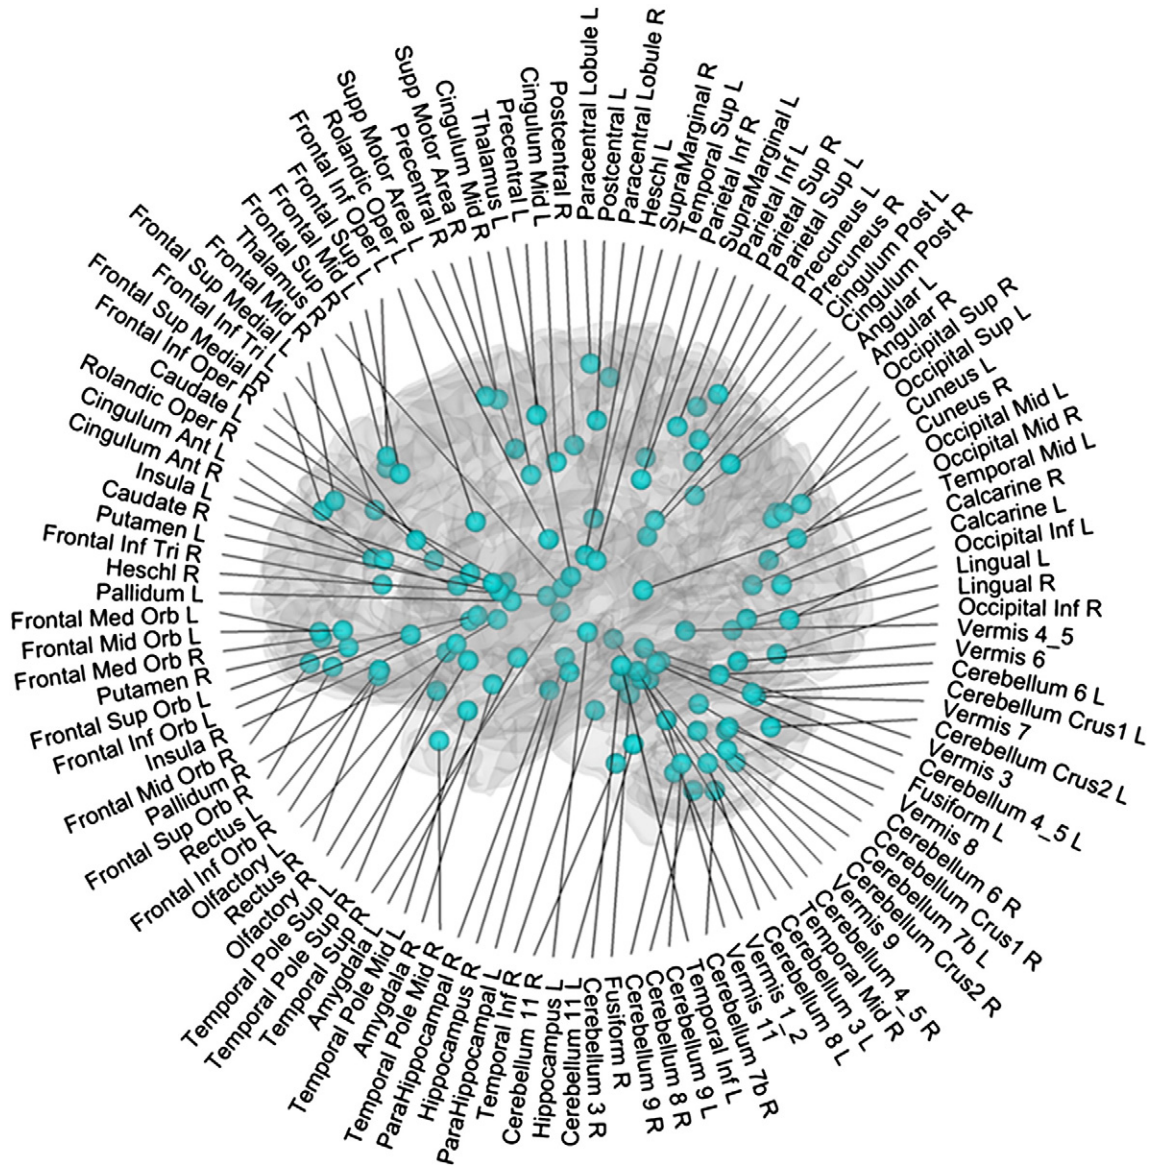 Paracentral Lobule L
Postcentral L
Paracentral Lobule R
Heschl L
SupraMarginal R
Temporal Sup L
Parietal Inf R
SupraMarginal L
Parietal Inf L
Parietal Sup R
Parietal Sup L
Precuneus L
Precuneus R
Cingulum Post L
Cingulum Post R
Angular L
Angular R
Occipital Sup R
Occipital Sup L
Cuneus L
Cuneus R
Occipital Mid L
Occipital Mid R
Temporal Mid L
Calcarine R
Calcarine L
Occipital Inf L
Lingual L
Lingual R
Occipital Inf R
Vermis 4_5
Vermis 6
Cerebellum 6 L
Cerebellum Crus1 L
Vermis 7
Cerebellum Crus2 L
Vermis 3
Cerebellum 4_5 L
Fusiform L
Vermis 8
Cerebellum 6 R
Cerebellum Crus1 R
Cerebellum 7b L
Cerebellum Crus2 R
Vermis 9
Cerebellum 4_5 R
Temporal Mid R
Cerebellum 3 L
Cerebellum 8 L
Vermis 1_2
Vermis 11
Cerebellum 7b R
Temporal Inf L
Cerebellum 9 L
Cerebellum 8 R
Cerebellum 9 R
Fusiform R
Cerebellum 3 R
Cerebellum 11 L
Hippocampus L
Cerebellum 11 R
Temporal Inf R
ParaHippocampal L
Hippocampus R
ParaHippocampal R
Temporal Pole Mid R
Amygdala R
Temporal Pole Mid L
Amygdala L
Temporal Sup R
Temporal Pole Sup R
Temporal Pole Sup L
Olfactory R
Rectus R
Olfactory L
Frontal Inf Orb R
Rectus L
Frontal Sup Orb R
Pallidum R
Frontal Mid Orb R
Insula R
Frontal Inf Orb L
Frontal Sup Orb L
Putamen R
Frontal Med Orb R
Frontal Mid Orb L
Frontal Med Orb L
Pallidum L
Heschl R
Frontal Inf Tri R
Putamen L
Caudate R
Insula L
Cingulum Ant R
Cingulum Ant L
Rolandic Oper R
Caudate L
Frontal Inf Oper R
Frontal Sup Medial R
Frontal Inf Tri L
Frontal Sup Medial L
Frontal Mid R
Thalamus R
Frontal Sup R
Frontal Mid L
Frontal Sup L
Frontal Inf Oper L
Rolandic Oper L
Supp Motor Area L
Precentral R
Supp Motor Area R
Cingulum Mid R
Thalamus L
Precentral L
Cingulum Mid L
Postcentral R